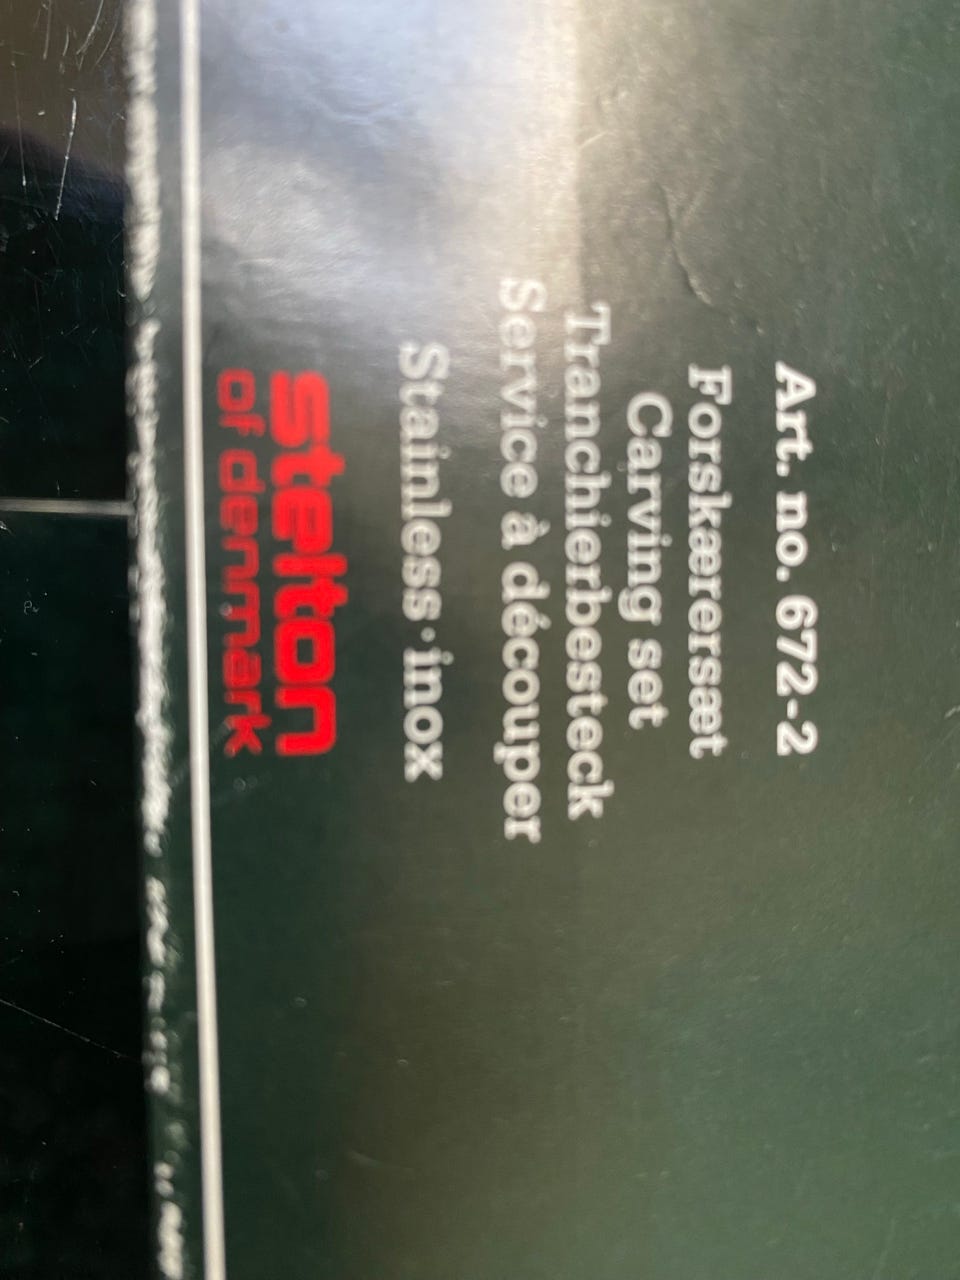 Art. no. 672-2
Forskærersæt
Carving set
Tranchierbesteck
Service à découper
Stainless·inox
stelton
of denmark